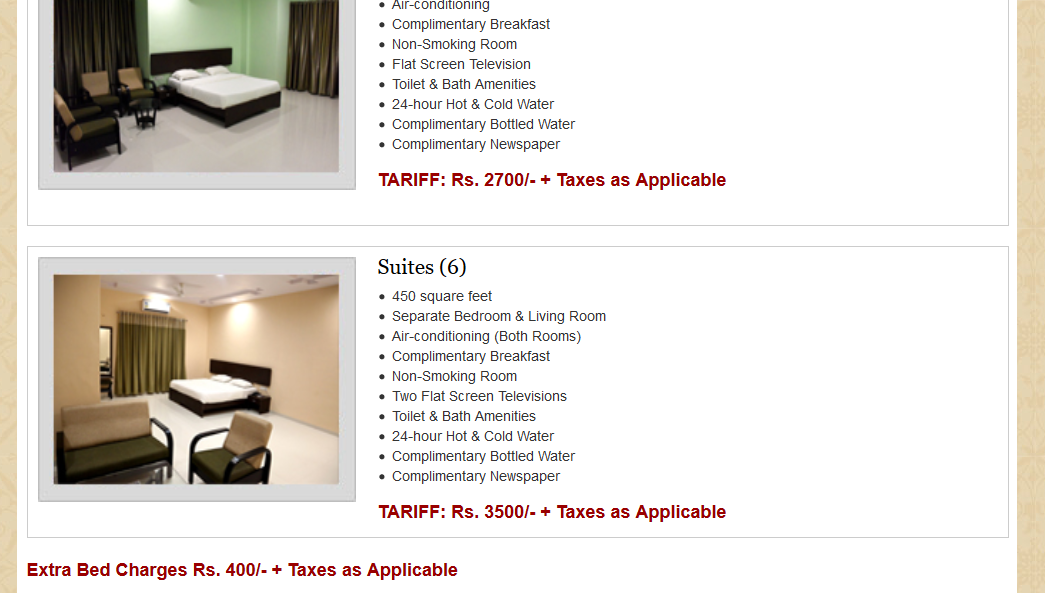 Air-conditioning
Complimentary Breakfast
Non-Smoking Room
Flat Screen Television
Toilet & Bath Amenities
24-hour Hot & Cold Water
Complimentary Bottled Water
Complimentary Newspaper
TARIFF: Rs. 2700/- + Taxes as Applicable
Suites (6)
450 square feet
Separate Bedroom & Living Room
Air-conditioning (Both Rooms)
Complimentary Breakfast
Non-Smoking Room
Two Flat Screen Televisions
Toilet & Bath Amenities
24-hour Hot & Cold Water
Complimentary Bottled Water
Complimentary Newspaper
TARIFF: Rs. 3500/- + Taxes as Applicable
Extra Bed Charges Rs. 400/- + Taxes as Applicable